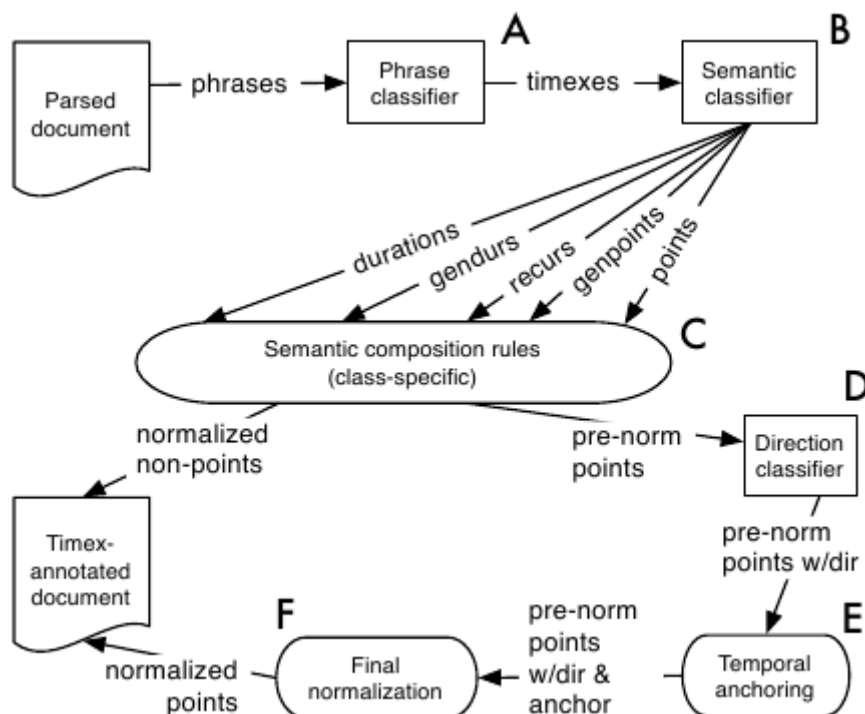 A
B
Parsed
document
phrases
Phrase
classifier
timexes
Semantic
classifier
durations
gendurs
recurs
genpoints
points
C
Semantic composition rules
(class-specific)
normalized
non-points
pre-norm
points
D
Direction
classifier
pre-norm
points w/dir
Timex-
annotated
document
normalized
points
F
Final
normalization
pre-norm
points
w/dir &
anchor
E
Temporal
anchoring